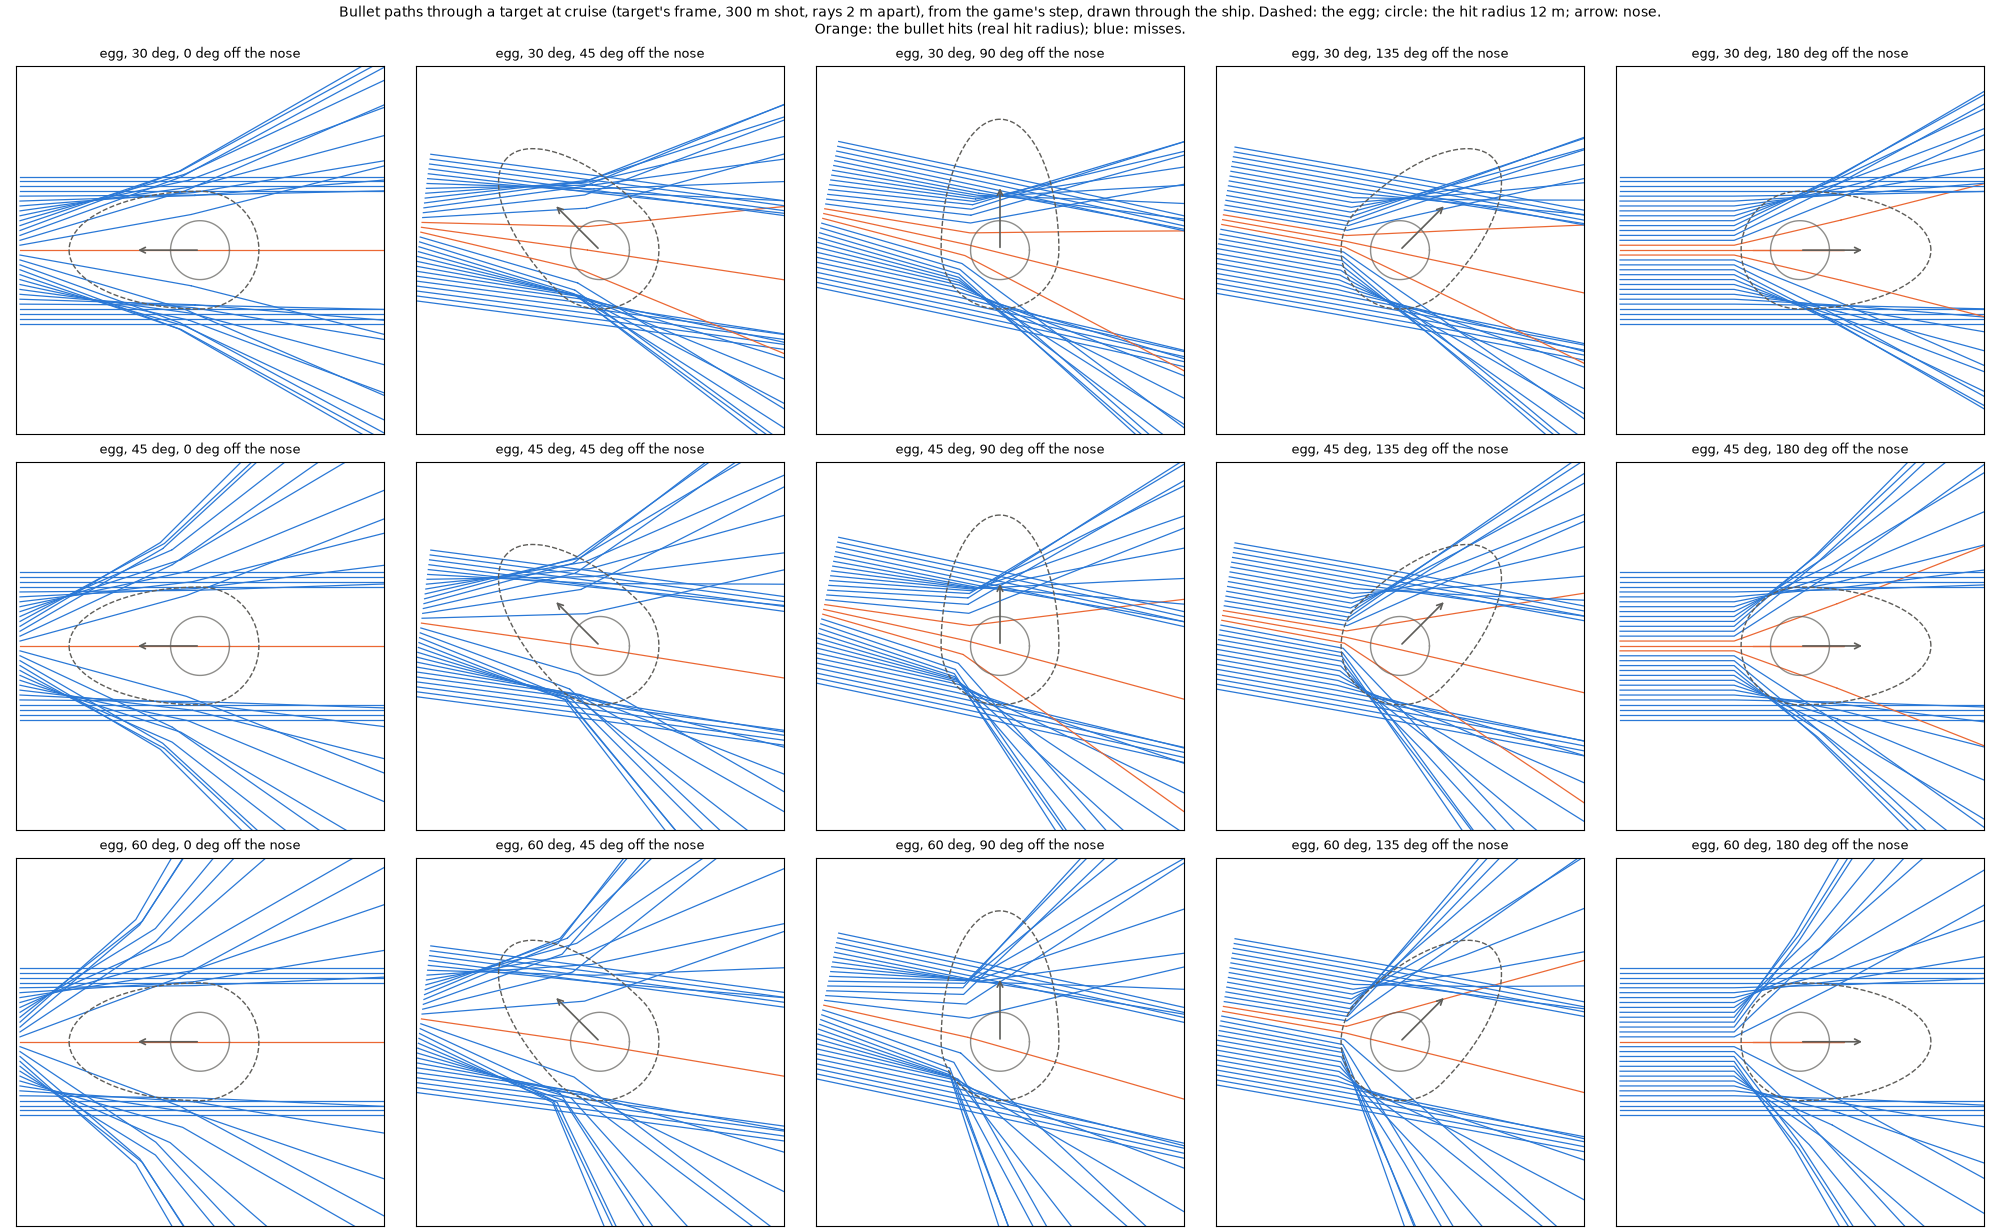 Bullet paths through a target at cruise (target's frame, 300 m shot, rays 2 m apart), from the game's step, drawn through the ship. Dashed: the egg; circle: the hit radius 12 m; arrow: nose.
Orange: the bullet hits (real hit radius); blue: misses.
egg, 30 deg, 0 deg off the nose
egg, 30 deg, 45 deg off the nose
egg, 30 deg, 90 deg off the nose
egg, 30 deg, 135 deg off the nose
egg, 30 deg, 180 deg off the nose
egg, 45 deg, 0 deg off the nose
egg, 45 deg, 45 deg off the nose
egg, 45 deg, 90 deg off the nose
egg, 45 deg, 135 deg off the nose
egg, 45 deg, 180 deg off the nose
egg, 60 deg, 0 deg off the nose
egg, 60 deg, 45 deg off the nose
egg, 60 deg, 90 deg off the nose
egg, 60 deg, 135 deg off the nose
egg, 60 deg, 180 deg off the nose